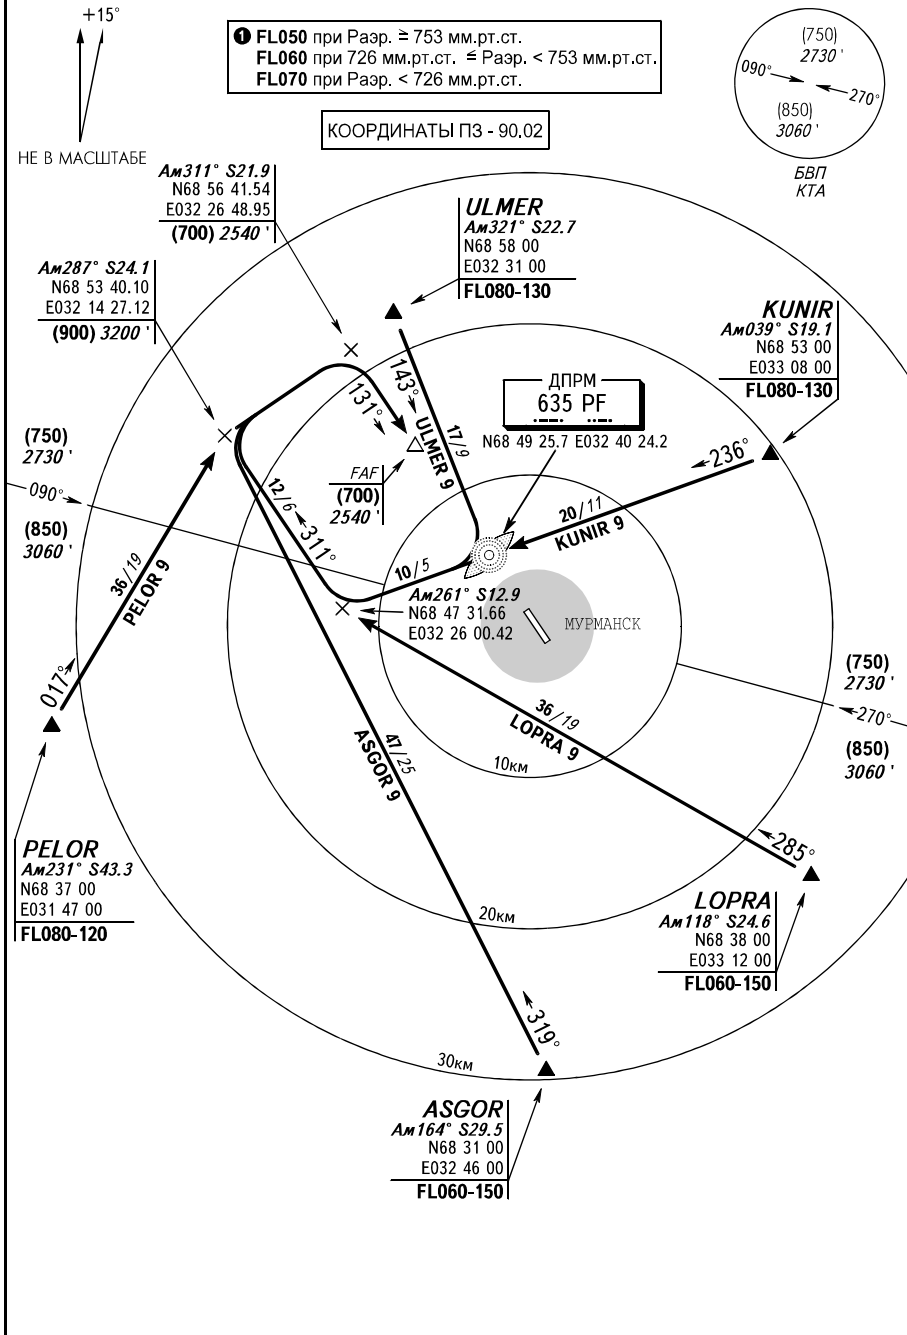 +15°
НЕ В МАСШТАБЕ
❶ FL050 при Pаэр. ≥ 753 мм.рт.ст.
FL060 при 726 мм.рт.ст. ≤ Pаэр. < 753 мм.рт.ст.
FL070 при Pаэр. < 726 мм.рт.ст.
КООРДИНАТЫ ПЗ - 90.02
(750)
2730 '
090°
270°
(850)
3060 '
БВП
КТА
Ам311° S21.9
N68 56 41.54
E032 26 48.95
(700) 2540 '
ULMER
Ам321° S22.7
N68 58 00
E032 31 00
FL080-130
Ам287° S24.1
N68 53 40.10
E032 14 27.12
(900) 3200 '
KUNIR
Ам039° S19.1
N68 53 00
E033 08 00
FL080-130
ДПРМ
635 PF
N68 49 25.7 E032 40 24.2
143°
131°
ULMER 9
17/9
236°
20/11
KUNIR 9
(750)
2730 '
090°
(850)
3060 '
FAF
(700)
2540 '
12/6
311°
10/5
Ам261° S12.9
N68 47 31.66
E032 26 00.42
МУРМАНСК
36/19
PELOR 9
017°
(750)
2730 '
270°
(850)
3060 '
36/19
LOPRA 9
47/25
ASGOR 9
10км
285°
PELOR
Ам231° S43.3
N68 37 00
E031 47 00
FL080-120
20км
LOPRA
Ам118° S24.6
N68 38 00
E033 12 00
FL060-150
319°
30км
ASGOR
Ам164° S29.5
N68 31 00
E032 46 00
FL060-150